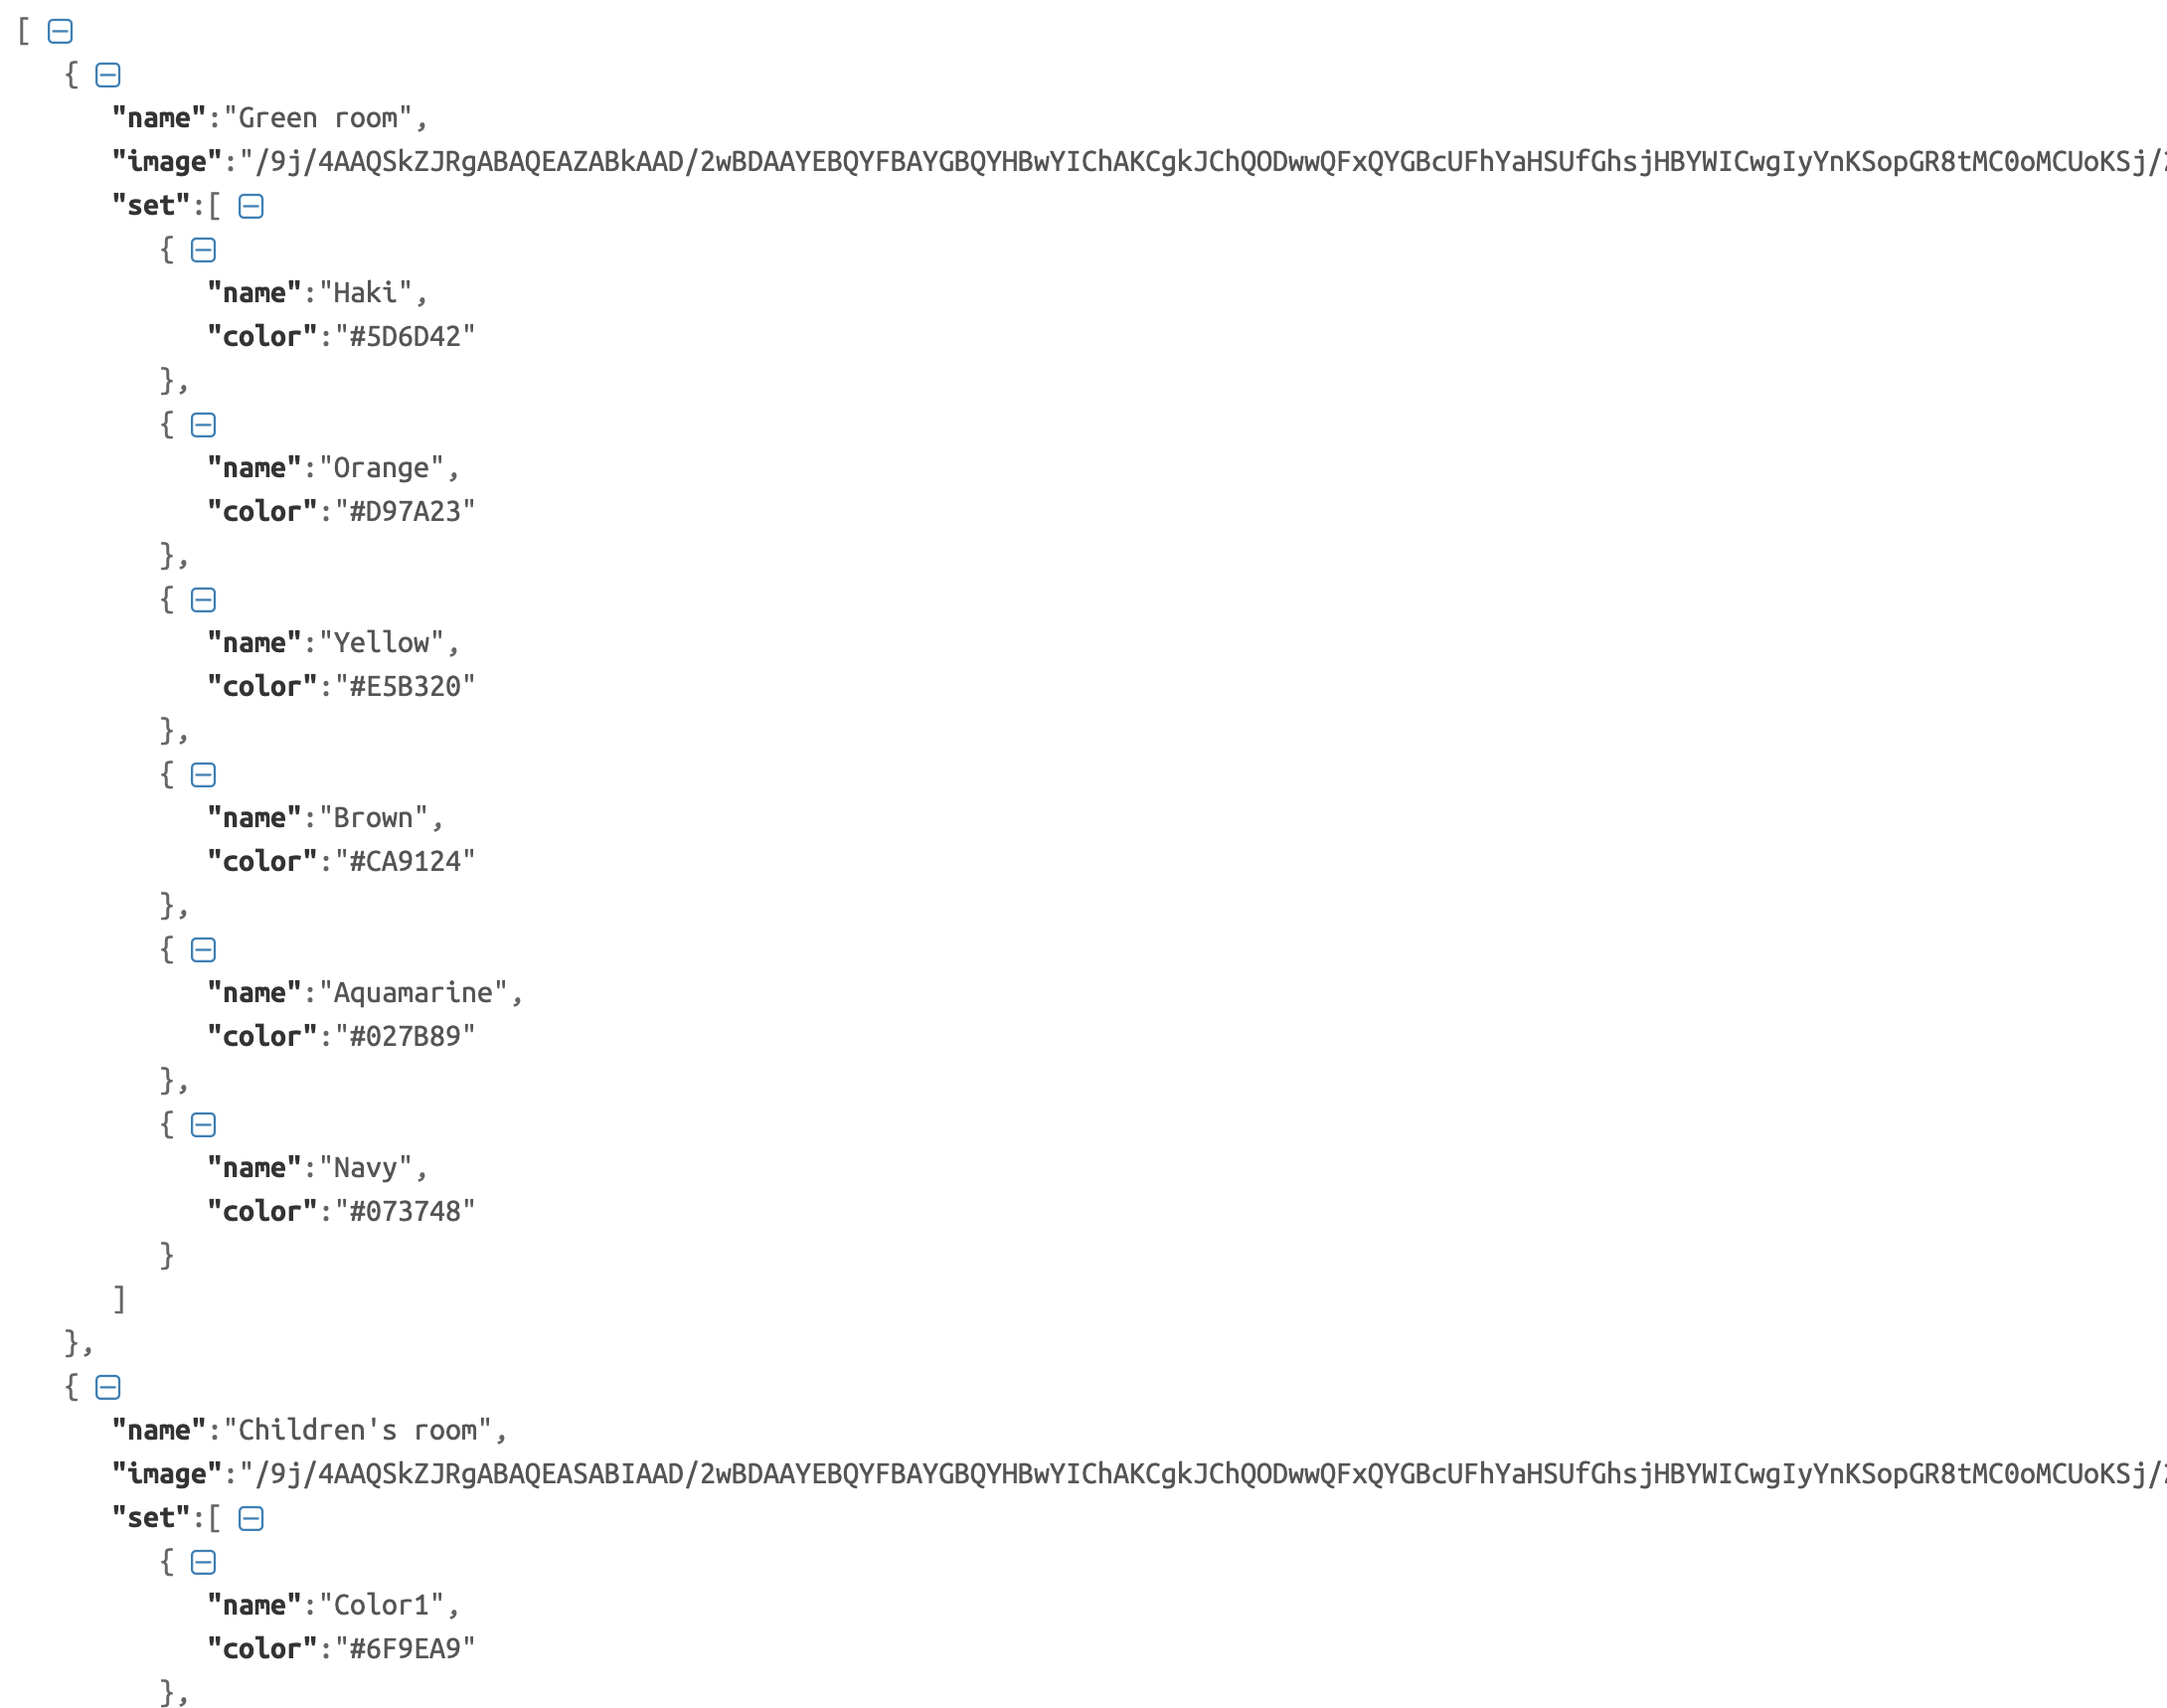 [
{
"name":"Green room",
"image":"/9j/4AAQSkZJRgABAQEAZABkAAD/2wBDAAYEBQYFBAYGBQYHBwYIChAKCgkJChQODwwQFxQYGBcUFhYaHSUfGhsjHBYWICwgIyYnKSopGR8tMC0oMCUoKSj/
"set":[
{
"name":"Haki",
"color":"#5D6D42"
},
{
"name":"Orange",
"color":"#D97A23"
},
{
"name":"Yellow",
"color":"#E5B320"
},
{
"name":"Brown",
"color":"#CA9124"
},
{
"name":"Aquamarine",
"color":"#027B89"
},
{
"name":"Navy",
"color":"#073748"
}
]
},
{
"name":"Children's room",
"image":"/9j/4AAQSkZJRgABAQEASABIAAD/2wBDAAYEBQYFBAYGBQYHBwYIChAKCgkJChQODwwQFxQYGBcUFhYaHSUfGhsjHBYWICwgIyYnKSopGR8tMC0oMCUoKSj/
"set":[
{
"name":"Color1",
"color":"#6F9EA9"
},